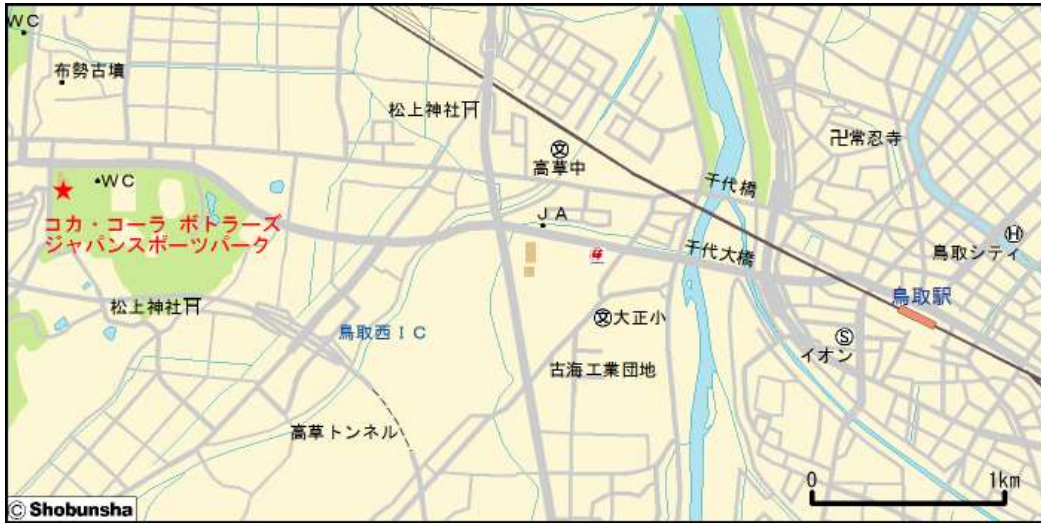 WC
布勢古墳
松上神社
文
高草中
卍常忍寺
WC
コカ・コーラ ボトラーズ
ジャパンスポーツパーク
千代橋
JA
千代大橋
H
鳥取シティ
鳥取駅
松上神社
鳥取西IC
文大正小
S
イオン
古海工業団地
高草トンネル
0 1km
© Shobunsha